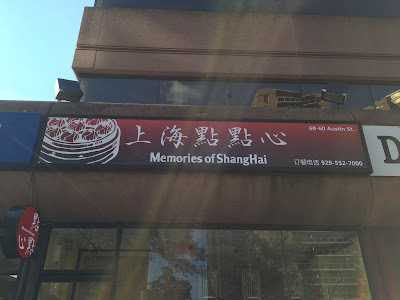 68-60 Austin St.
上海點點心
Memories of ShangHai
订餐电话 929-552-7000
D